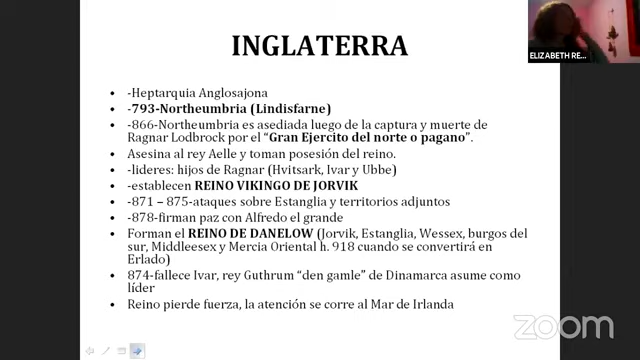 INGLATERRA
ELIZABETH RE...
-Heptarquia Anglosajona
-793-Northeumbria (Lindisfarne)
-866-Northeumbria es asediada luego de la captura y muerte de
Ragnar Lodbrock por el “Gran Ejercito del norte o pagano”.
Asesina al rey Aelle y toman posesión del reino.
-lideres: hijos de Ragnar (Hvitsark, Ivar y Ubbe)
-establecen REINO VIKINGO DE JORVIK
-871 – 875-ataques sobre Estanglia y territorios adjuntos
-878-firman paz con Alfredo el grande
Forman el REINO DE DANELOW (Jorvik, Estanglia, Wessex, burgos del
sur, Middleesex y Mercia Oriental h. 918 cuando se convertirá en
Erlado)
874-fallece Ivar, rey Guthrum “den gamle” de Dinamarca asume como
líder
Reino pierde fuerza, la atención se corre al Mar de Irlanda
zoom